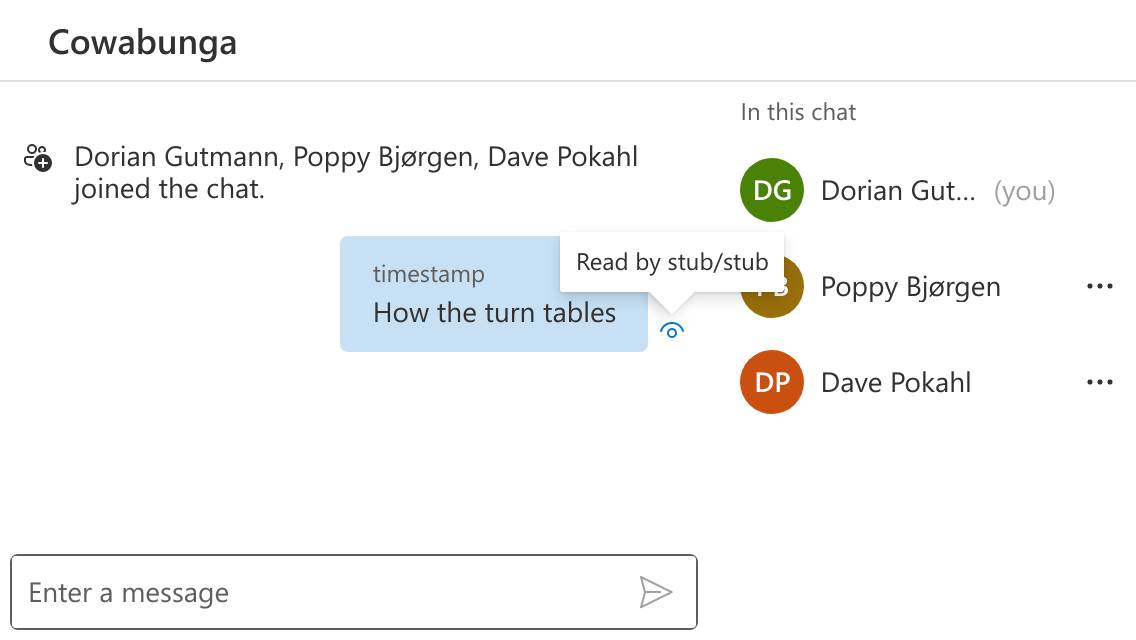 Cowabunga
Dorian Gutmann, Poppy Bjørgen, Dave Pokahl
joined the chat.
timestamp
How the turn tables
Read by stub/stub
Enter a message
In this chat
DG
Dorian Gut... (you)
Poppy Bjørgen
DP
Dave Pokahl